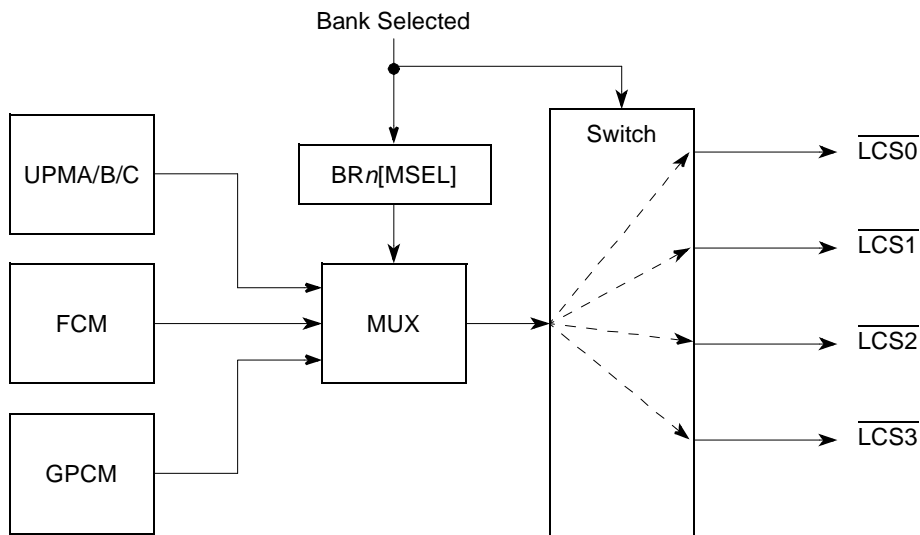 Bank Selected
Switch
UPMA/B/C
BRn[MSEL]
LCS0
LCS1
FCM
MUX
LCS2
GPCM
LCS3